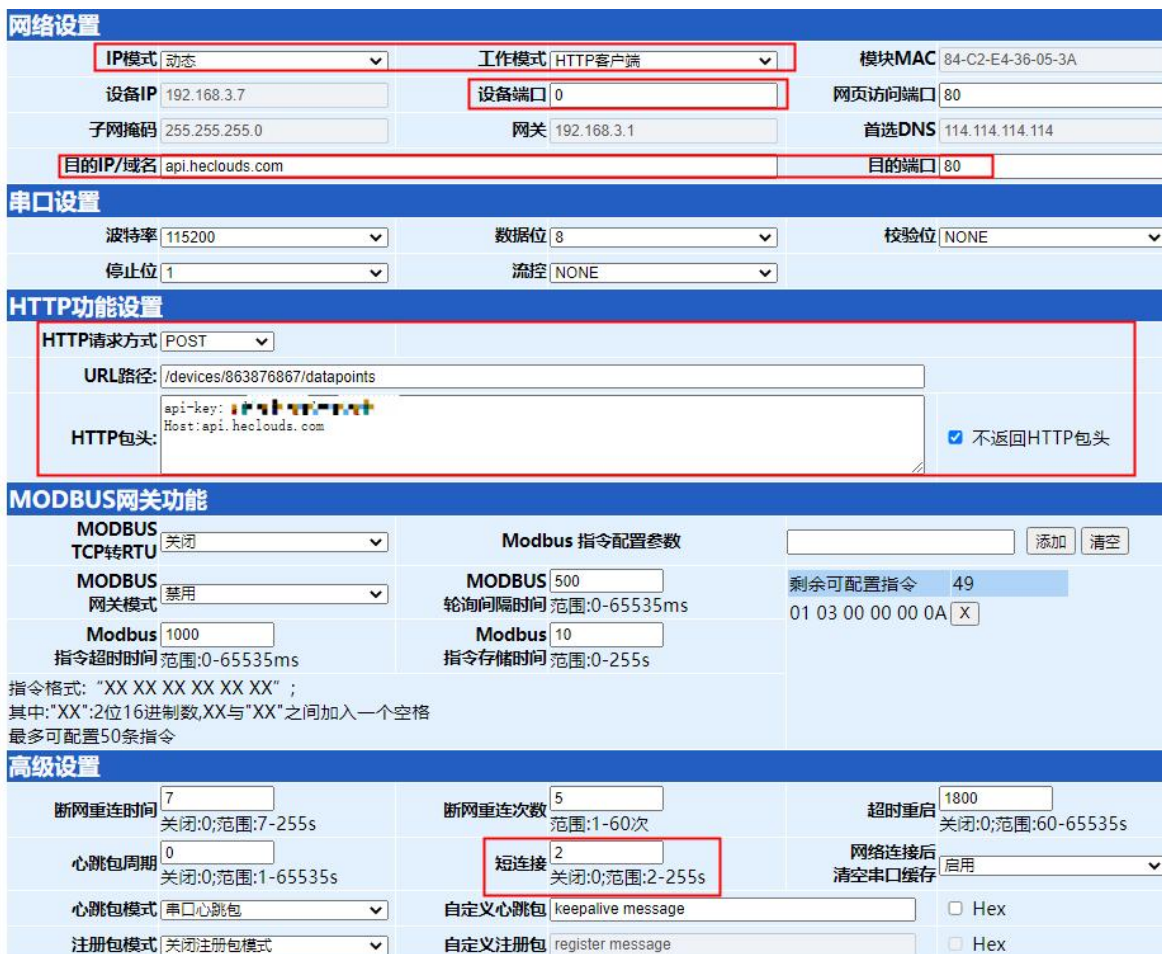 网络设置
IP模式 动态 工作模式 HTTP客户端 模块MAC 84-C2-E4-36-05-3A
设备IP 192.168.3.7 设备端口 0 网页访问端口 80
子网掩码 255.255.255.0 网关 192.168.3.1 首选DNS 114.114.114.114
目的IP/域名 api.heclouds.com 目的端口 80
串口设置
波特率 115200 数据位 8 校验位 NONE
停止位 1 流控 NONE
HTTP功能设置
HTTP请求方式 POST
URL路径: /devices/863876867/datapoints
api-key:
Host:api.heclouds.com
HTTP包头: 不返回HTTP包头
MODBUS网关功能
MODBUS
TCP转RTU 关闭 Modbus 指令配置参数 添加 清空
MODBUS
网关模式 禁用
MODBUS 500
轮询间隔时间 范围:0-65535ms
剩余可配置指令 49
01 03 00 00 00 0A X
Modbus 1000
指令超时时间 范围:0-65535ms
Modbus 10
指令存储时间 范围:0-255s
指令格式:“XX XX XX XX XX XX”;
其中:"XX":2位16进制数,XX与"XX"之间加入一个空格
最多可配置50条指令
高级设置
断网重连时间 7
关闭:0;范围:7-255s
断网重连次数 5
范围:1-60次
超时重启 1800
关闭:0;范围:60-65535s
心跳包周期 0
关闭:0;范围:1-65535s
短连接 2
关闭:0;范围:2-255s
网络连接后
清空串口缓存 启用
心跳包模式 串口心跳包 自定义心跳包 keepalive message Hex
注册包模式 关闭注册包模式 自定义注册包 register message Hex